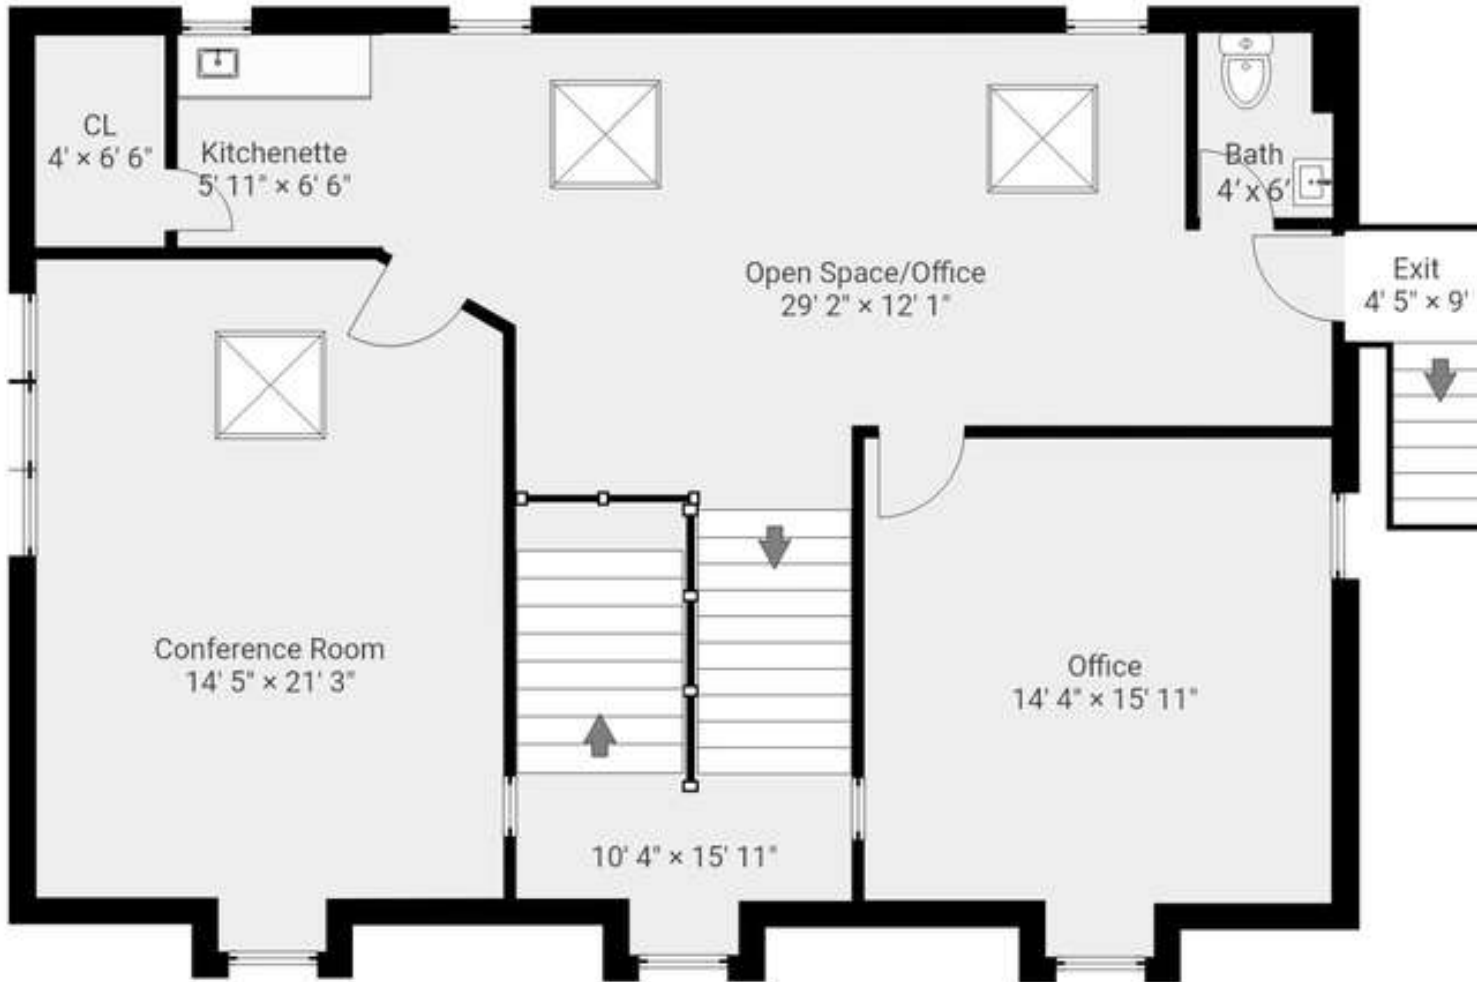 CL
4' × 6' 6"
Kitchenette
5' 11" × 6' 6"
Bath
4' x 6'
Open Space/Office
29' 2" × 12' 1"
Exit
4' 5" × 9'
Conference Room
14' 5" × 21' 3"
Office
14' 4" × 15' 11"
10' 4" × 15' 11"